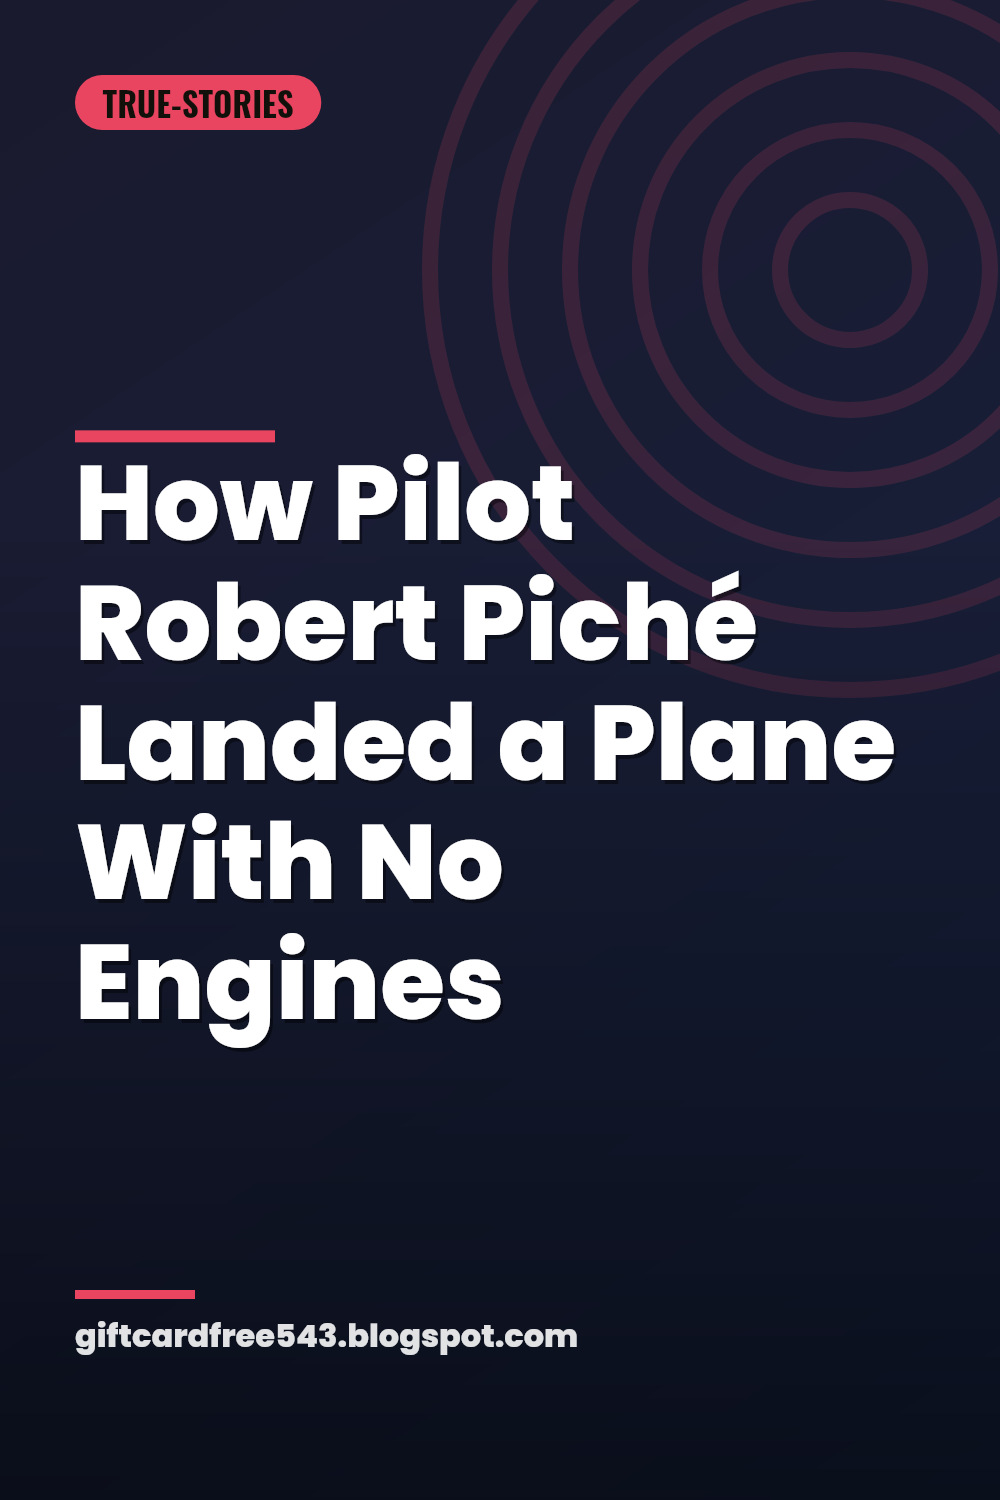 TRUE-STORIES
How Pilot
Robert Piché
Landed a Plane
With No
Engines
giftcardfree543.blogspot.com